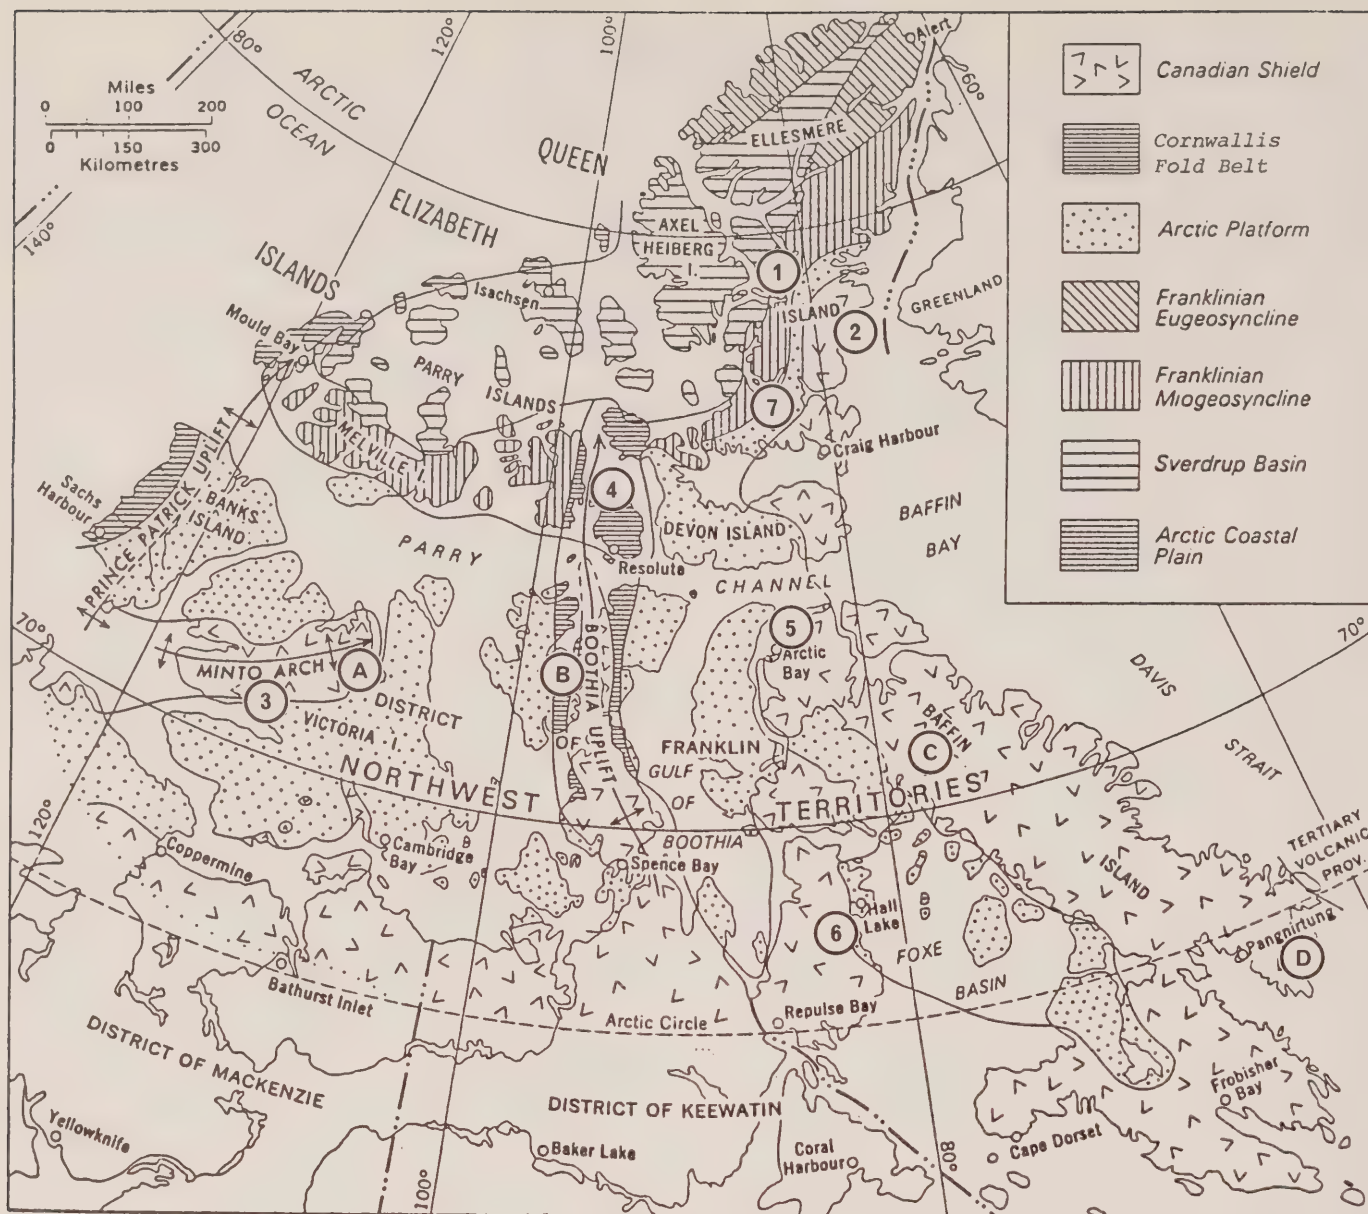 80°
120°
100°
Alert
60°
Miles
0 100 200
0 150 300
Kilometres
ARCTIC
OCEAN
QUEEN
ELIZABETH
ISLANDS
140°
ELLESMERE
AXEL
HEIBERG
I.
1
ISLAND
2
GREENLAND
Isachsen
Mould Bay
PARRY
ISLANDS
MELVILLE
I.
7
Craig Harbour
4
Sachs
Harbour
PRINCE PATRICK UPLIFT
BANKS
ISLAND
PARRY
DEVON ISLAND
Resolute
CHANNEL
BAFFIN
BAY
70°
MINTO ARCH
A
3
DISTRICT
VICTORIA I.
B
BOOTHIA UPLIFT
OF
5
Arctic
Bay
FRANKLIN
GULF
OF
BOOTHIA
NORTHWEST
TERRITORIES
C
BAFFIN
ISLAND
DAVIS
STRAIT
70°
TERTIARY
VOLCANIC
PROV.
120°
Coppermine
Cambridge
Bay
Spence Bay
Hall
Lake
6
FOXE
BASIN
Pangnirtung
D
Bathurst Inlet
Arctic Circle
Repulse Bay
DISTRICT OF MACKENZIE
Yellowknife
100°
DISTRICT OF KEEWATIN
Baker Lake
Coral
Harbour
80°
Cape Dorset
Frobisher
Bay
Canadian Shield
Cornwallis
Fold Belt
Arctic Platform
Franklinian
Eugeosyncline
Franklinian
Miogeosyncline
Sverdrup Basin
Arctic Coastal
Plain